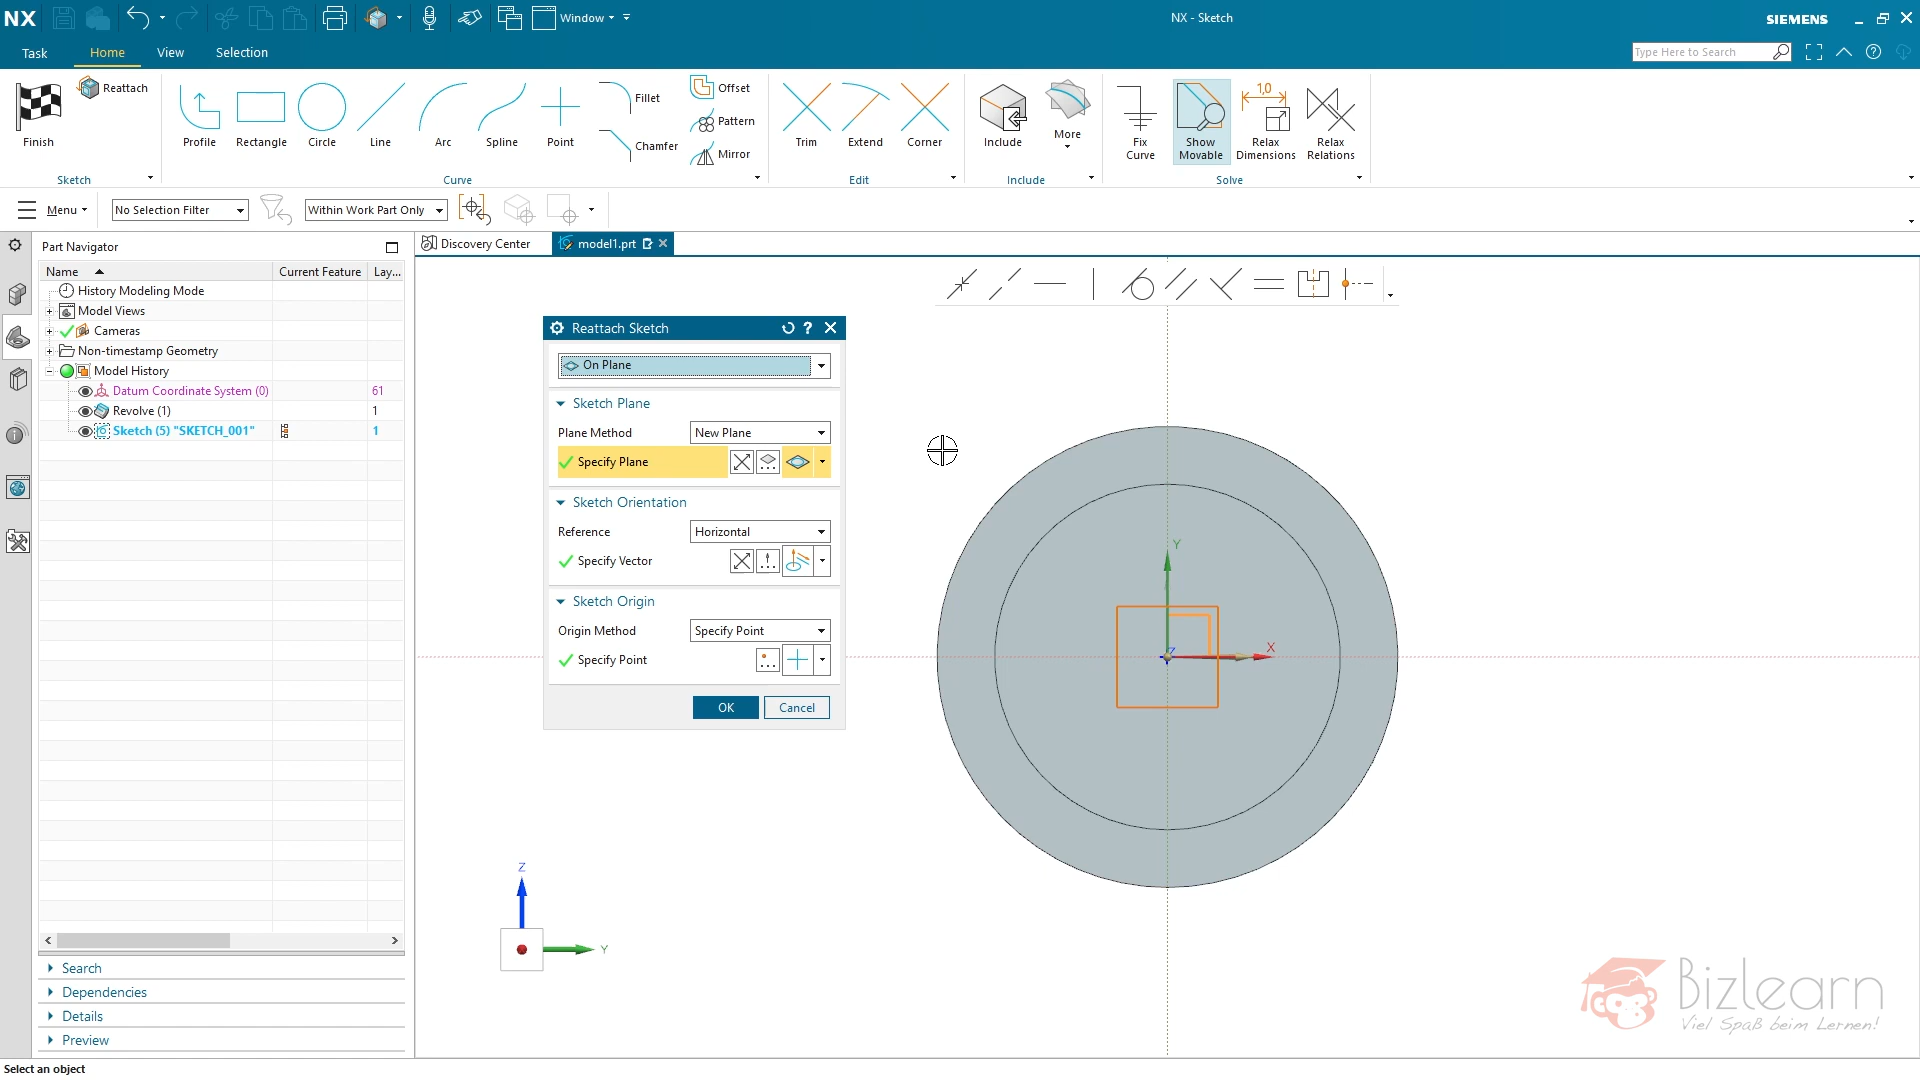 NX
Window
NX - Sketch
SIEMENS
Task
Home
View
Selection
Type Here to Search
Finish
Reattach
Profile
Rectangle
Circle
Line
Arc
Spline
Point
Fillet
Chamfer
Offset
Pattern
Mirror
Trim
Extend
Corner
Include
More
Fix
Curve
Show
Movable
1,0
Relax
Dimensions
Relax
Relations
Sketch
Curve
Edit
Include
Solve
Menu
No Selection Filter
Within Work Part Only
Part Navigator
Discovery Center
model1.prt
Name
Current Feature
Lay...
History Modeling Mode
Model Views
Cameras
Non-timestamp Geometry
Model History
Datum Coordinate System (0)
61
Revolve (1)
1
Sketch (5) "SKETCH_001"
1
Search
Dependencies
Details
Preview
Reattach Sketch
On Plane
Sketch Plane
Plane Method
New Plane
Specify Plane
Sketch Orientation
Reference
Horizontal
Specify Vector
Sketch Origin
Origin Method
Specify Point
Specify Point
OK
Cancel
Y
X
Z
Z
Y
Bizlearn
Viel Spaß beim Lernen!
Select an object